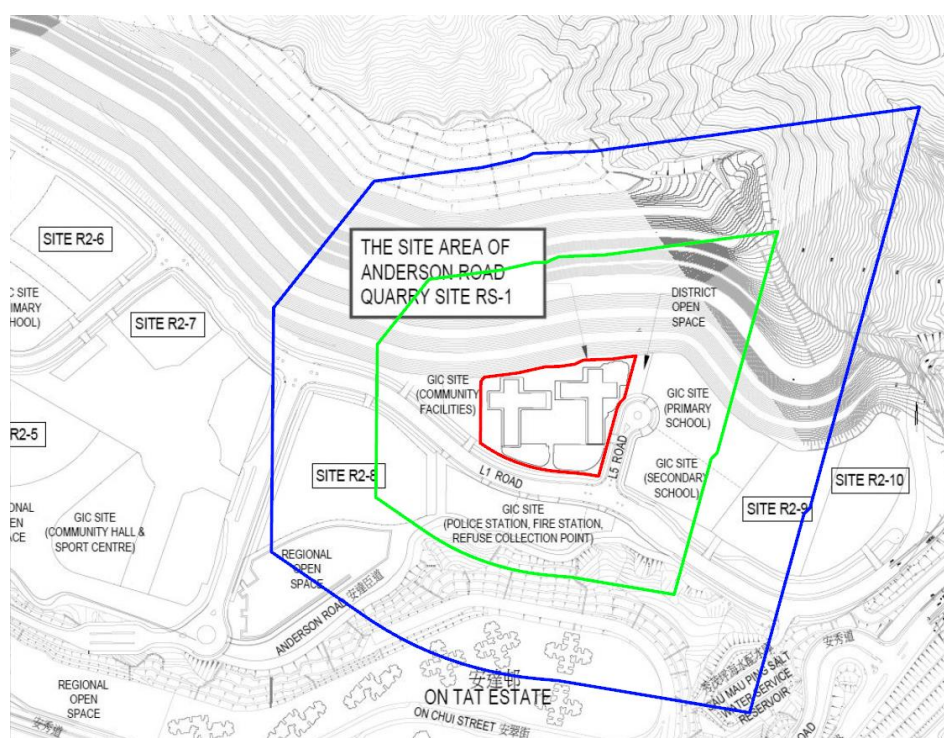 SITE R2-6
THE SITE AREA OF
ANDERSON ROAD
QUARRY SITE RS-1
C SITE
RIMARY
HOOL)
SITE R2-7
DISTRICT
OPEN
SPACE
GIC SITE
(COMMUNITY
FACILITIES)
GIC SITE
(PRIMARY
SCHOOL)
R2-5
SITE R2-8
L1 ROAD
L5 ROAD
GIC SITE
(SECONDARY
SCHOOL)
SITE R2-9
SITE R2-10
ONAL
EN
ACE
GIC SITE
(COMMUNITY HALL &
SPORT CENTRE)
GIC SITE
(POLICE STATION, FIRE STATION,
REFUSE COLLECTION POINT)
REGIONAL
OPEN
SPACE
ANDERSON ROAD 安達臣道
安秀道
安達邨
ON TAT ESTATE
ON CHUI STREET 安翠街
SAU MAU PING SALT
WATER SERVICE
RESERVOIR
REGIONAL
OPEN
SPACE
安秀道
ROAD